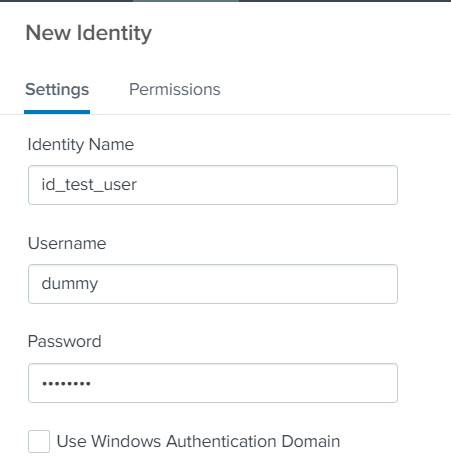 New Identity
Settings Permissions
Identity Name
id_test_user
Username
dummy
Password
••••••••
Use Windows Authentication Domain